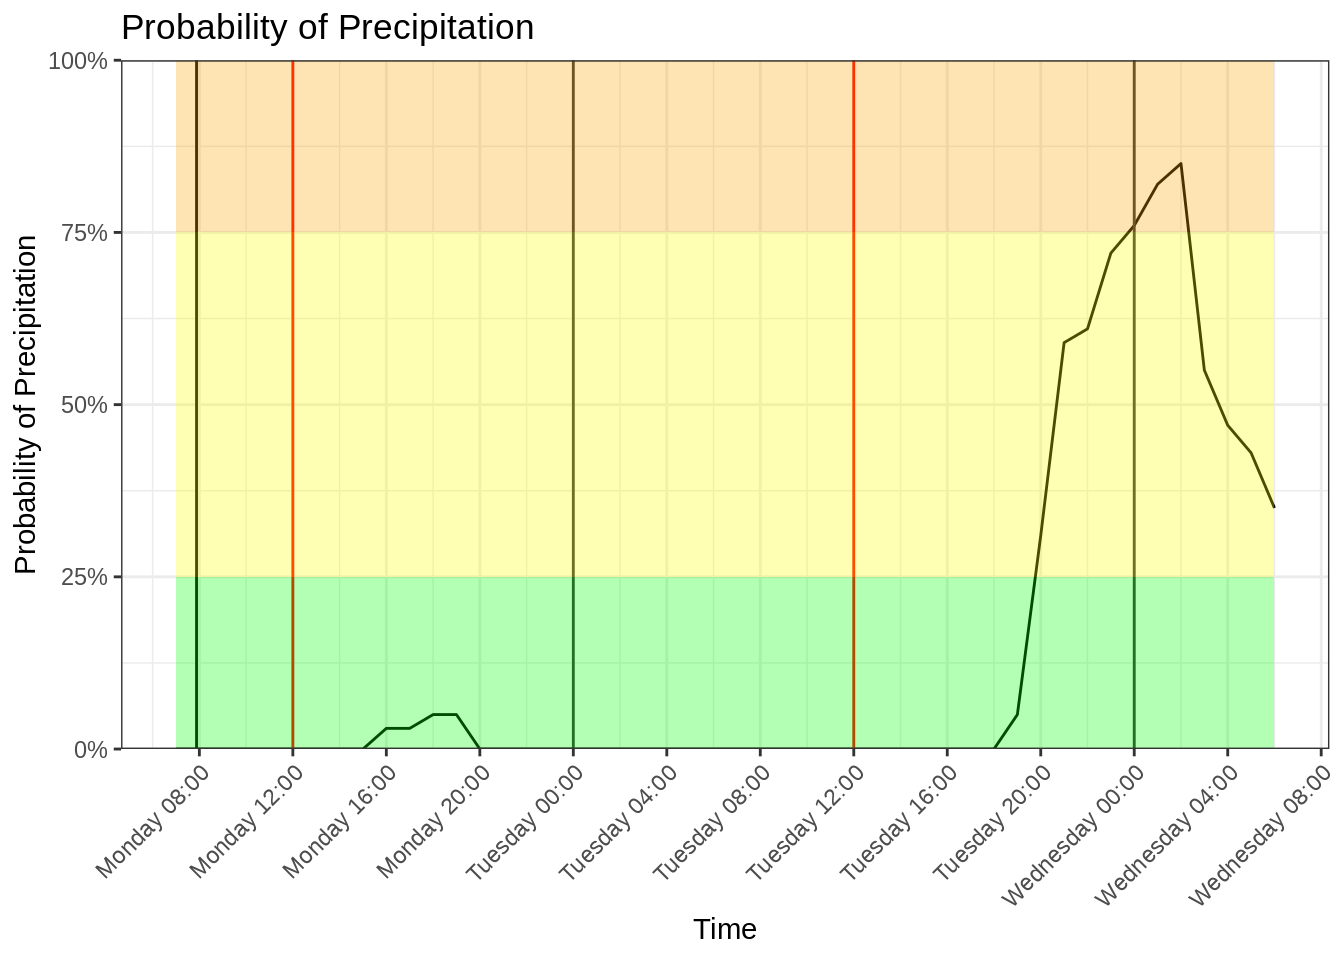 Probability of Precipitation
Probability of Precipitation
100%
75%
50%
25%
0%
Monday 08:00
Monday 12:00
Monday 16:00
Monday 20:00
Tuesday 00:00
Tuesday 04:00
Tuesday 08:00
Tuesday 12:00
Tuesday 16:00
Tuesday 20:00
Wednesday 00:00
Wednesday 04:00
Wednesday 08:00
Time